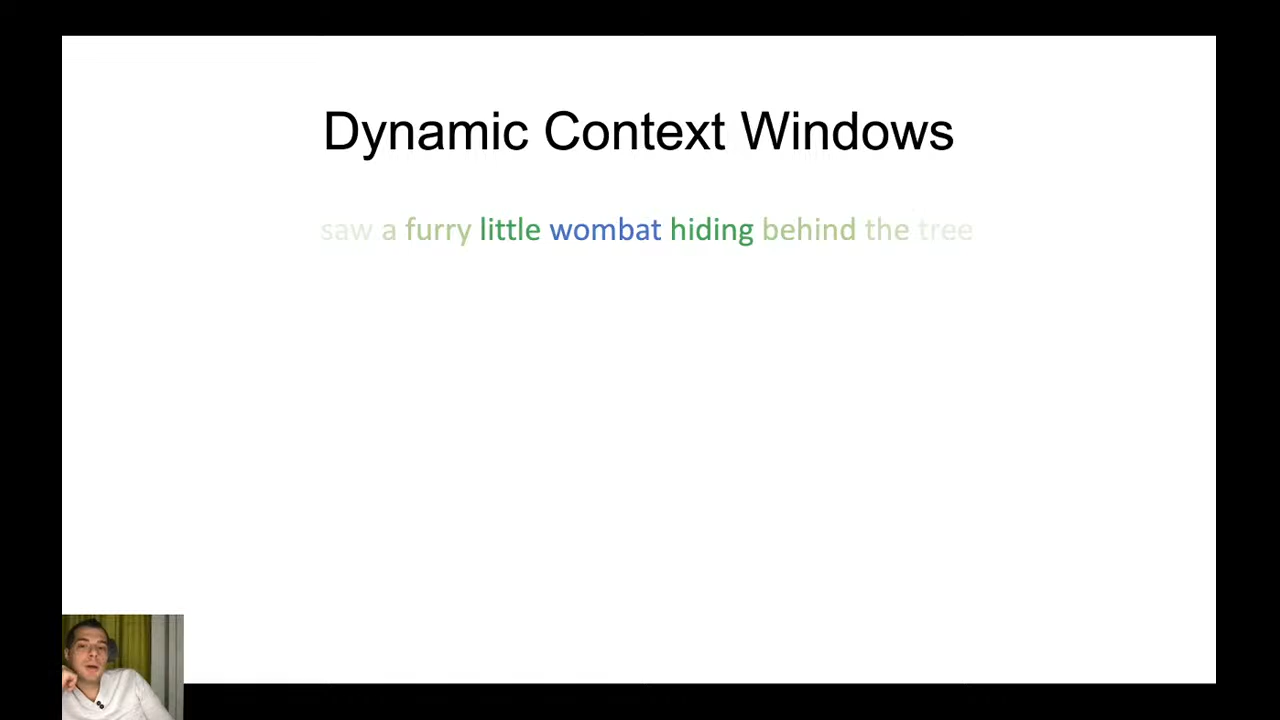 Dynamic Context Windows
saw a furry little wombat hiding behind the tree